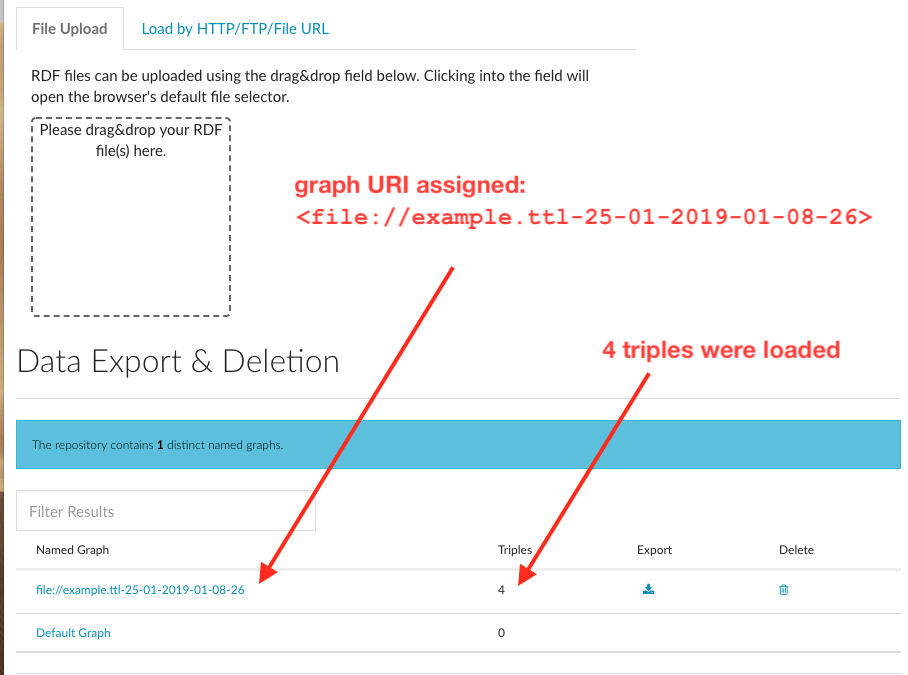 File Upload
Load by HTTP/FTP/File URL
RDF files can be uploaded using the drag&drop field below. Clicking into the field will
open the browser's default file selector.
Please drag&drop your RDF
file(s) here.
graph URI assigned:
<file://example.ttl-25-01-2019-01-08-26>
4 triples were loaded
Data Export & Deletion
The repository contains 1 distinct named graphs.
Filter Results
Named Graph Triples Export Delete
file://example.ttl-25-01-2019-01-08-26 4
Default Graph 0